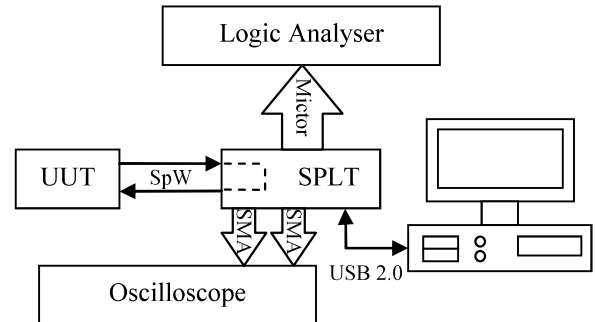 Logic Analyser
Mictor
UUT
SpW
SPLT
SMA
SMA
USB 2.0
Oscilloscope